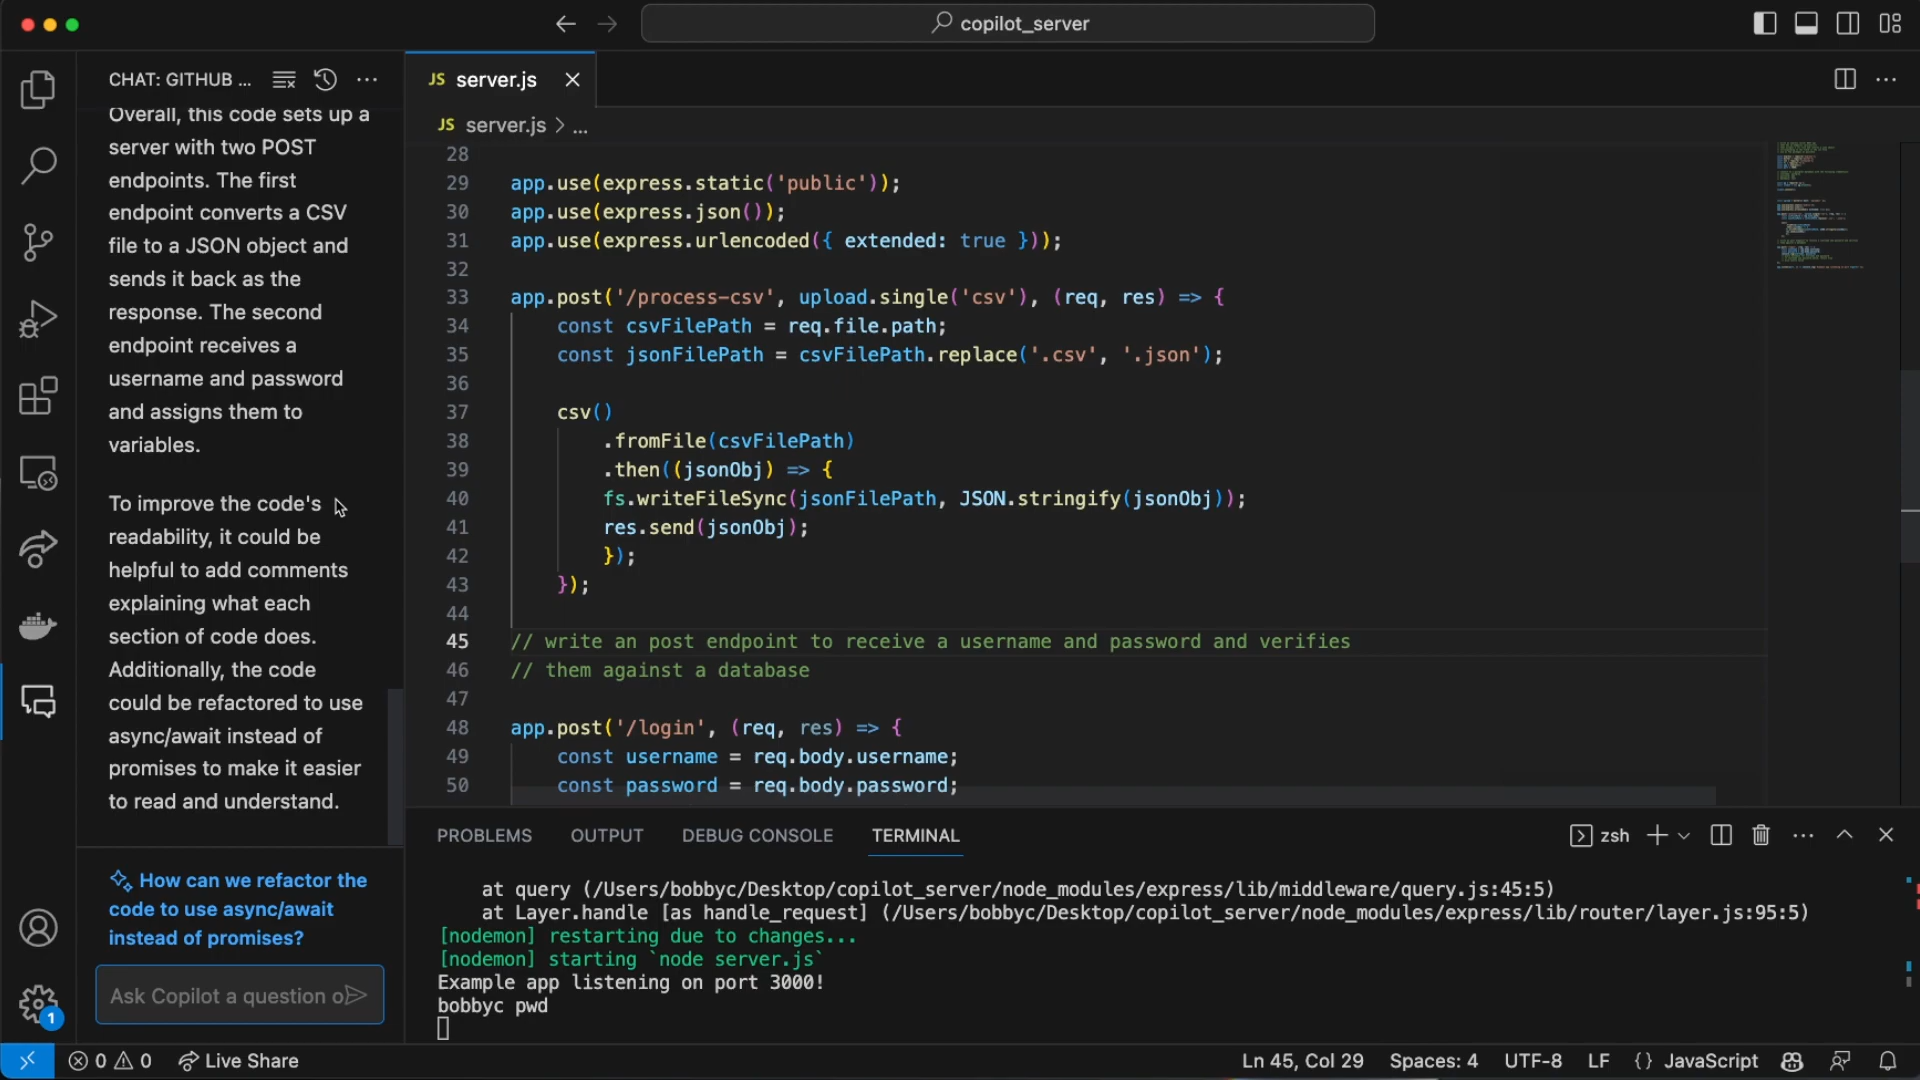 copilot_server
CHAT: GITHUB ...
JS server.js
JS server.js > ...
Overall, this code sets up a
server with two POST
endpoints. The first
endpoint converts a CSV
file to a JSON object and
sends it back as the
response. The second
endpoint receives a
username and password
and assigns them to
variables.
To improve the code's
readability, it could be
helpful to add comments
explaining what each
section of code does.
Additionally, the code
could be refactored to use
async/await instead of
promises to make it easier
to read and understand.
How can we refactor the
code to use async/await
instead of promises?
Ask Copilot a question o
28
29 app.use(express.static('public'));
30 app.use(express.json());
31 app.use(express.urlencoded({ extended: true }));
32
33 app.post('/process-csv', upload.single('csv'), (req, res) => {
34 const csvFilePath = req.file.path;
35 const jsonFilePath = csvFilePath.replace('.csv', '.json');
36
37 csv()
38 .fromFile(csvFilePath)
39 .then((jsonObj) => {
40 fs.writeFileSync(jsonFilePath, JSON.stringify(jsonObj));
41 res.send(jsonObj);
42 });
43 });
44
45 // write an post endpoint to receive a username and password and verifies
46 // them against a database
47
48 app.post('/login', (req, res) => {
49 const username = req.body.username;
50 const password = req.body.password;
PROBLEMS OUTPUT DEBUG CONSOLE TERMINAL zsh
at query (/Users/bobbyc/Desktop/copilot_server/node_modules/express/lib/middleware/query.js:45:5)
at Layer.handle [as handle_request] (/Users/bobbyc/Desktop/copilot_server/node_modules/express/lib/router/layer.js:95:5)
[nodemon] restarting due to changes...
[nodemon] starting `node server.js`
Example app listening on port 3000!
bobbyc pwd
1
0 0 Live Share Ln 45, Col 29 Spaces: 4 UTF-8 LF {} JavaScript